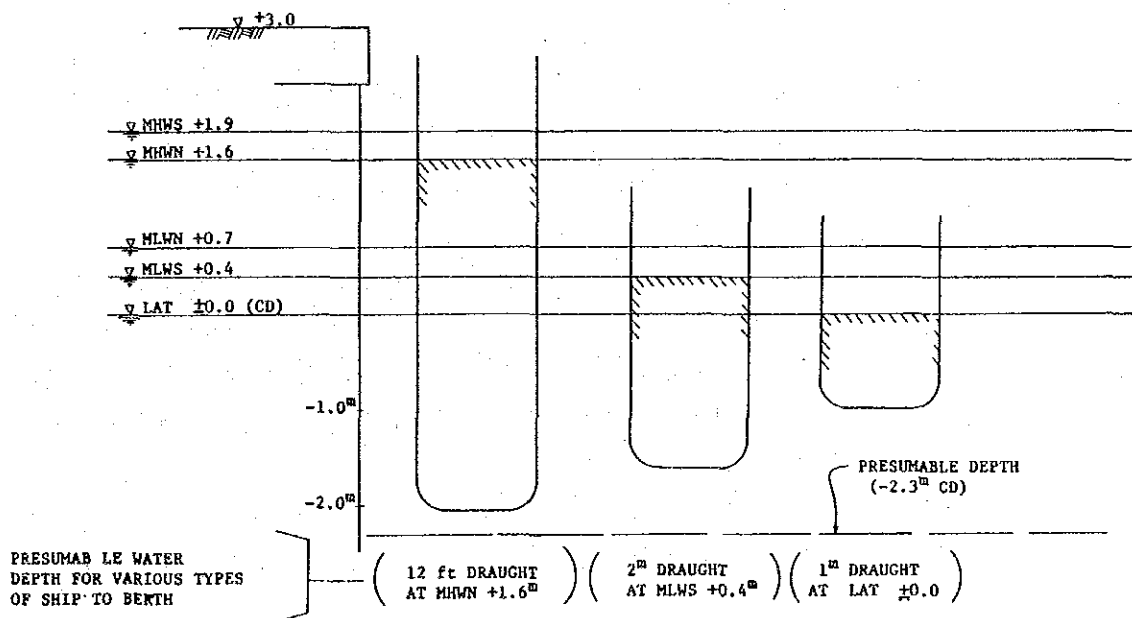 +3.0
MHWS +1.9
MHWN +1.6
MLWN +0.7
MLWS +0.4
LAT ±0.0 (CD)
-1.0m
-2.0m
PRESUMABLE DEPTH
(-2.3m CD)
PRESUMAB LE WATER
DEPTH FOR VARIOUS TYPES
OF SHIP TO BERTH
12 ft DRAUGHT
AT MHWN +1.6m
2m DRAUGHT
AT MLWS +0.4m
1m DRAUGHT
AT LAT ±0.0